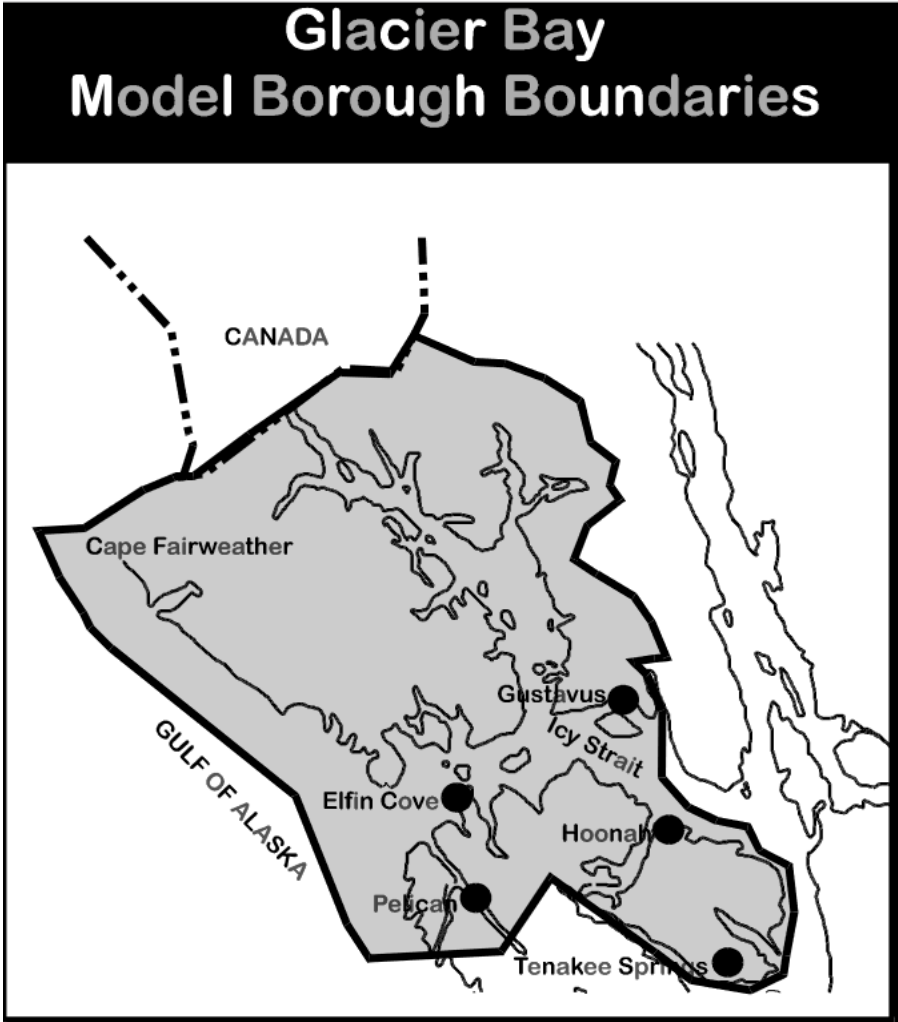 Glacier Bay
Model Borough Boundaries
CANADA
Cape Fairweather
Gustavus
Icy Strait
GULF OF ALASKA
Elfin Cove
Hoonah
Pelican
Tenakee Springs